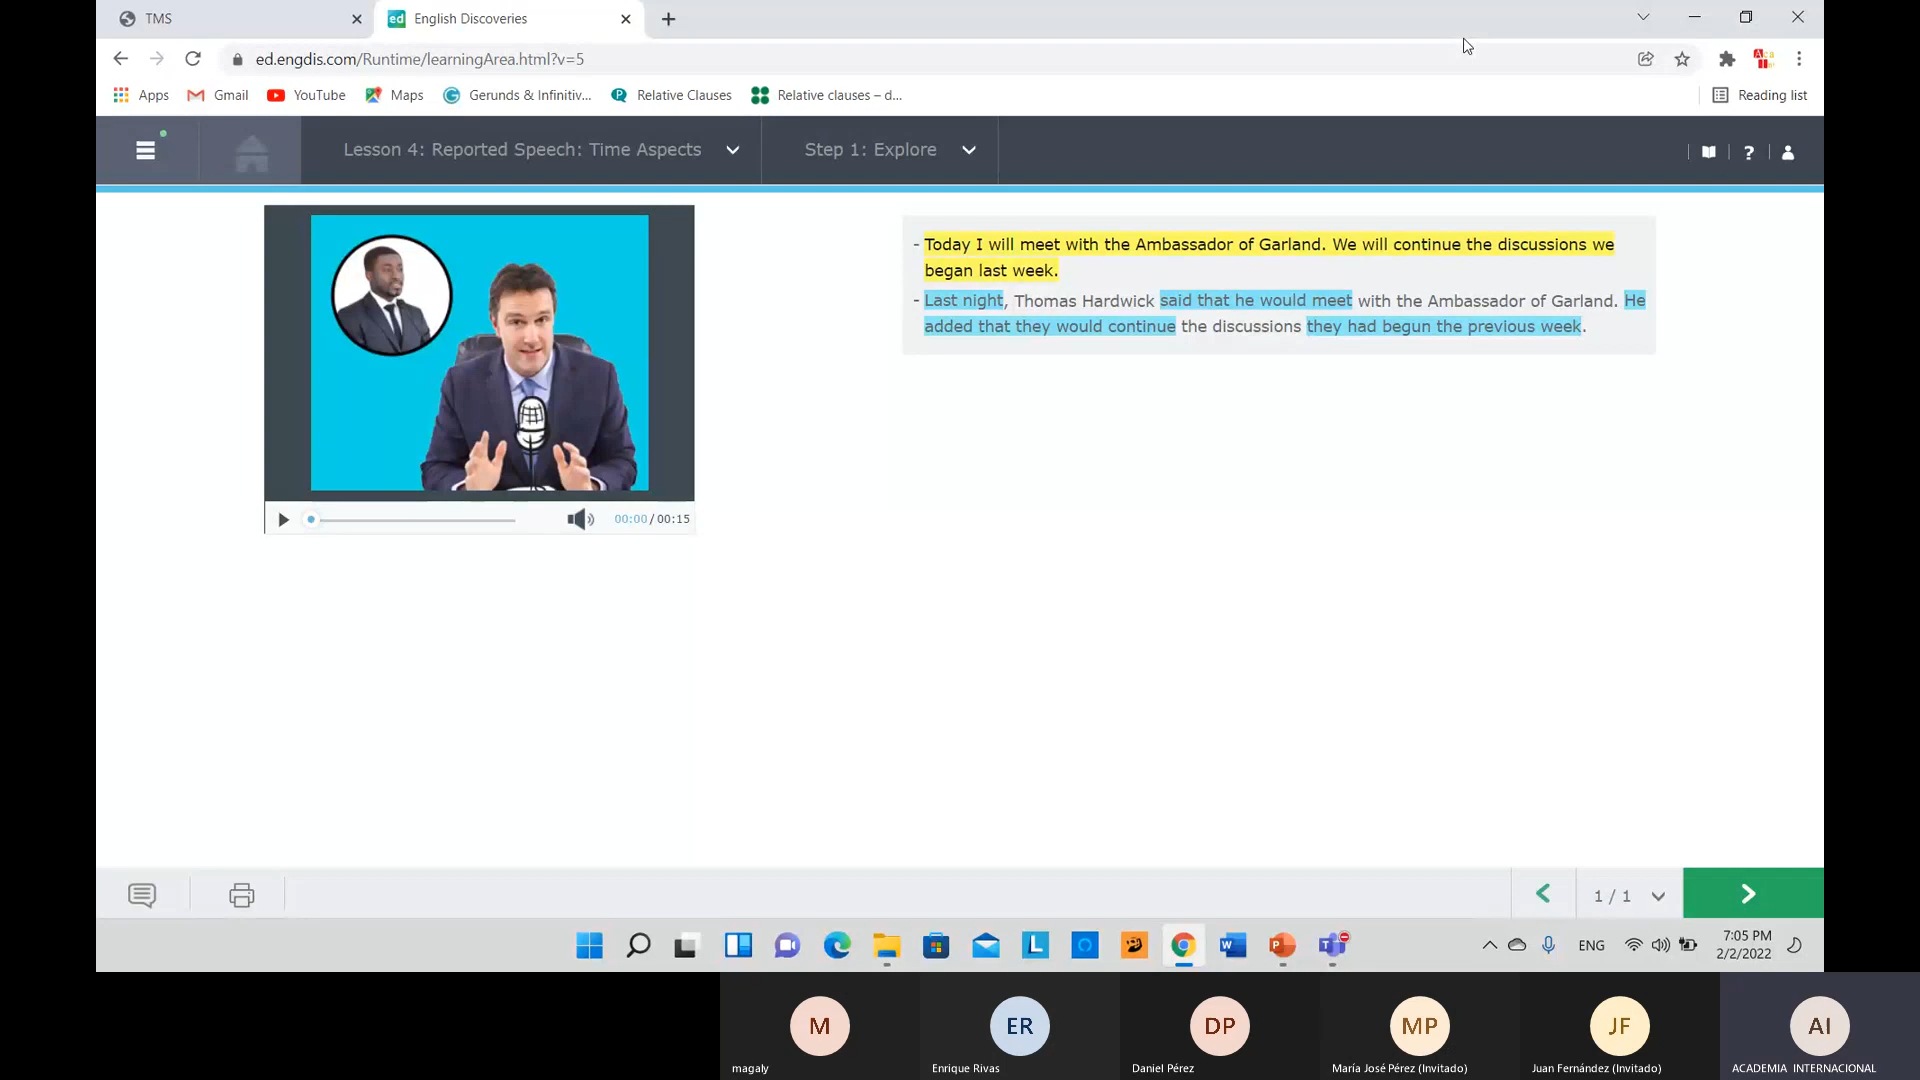 TMS
English Discoveries
ed.engdis.com/Runtime/learningArea.html?v=5
Apps
Gmail
YouTube
Maps
Gerunds & Infinitiv...
Relative Clauses
Relative clauses – d...
Reading list
Lesson 4: Reported Speech: Time Aspects
Step 1: Explore
- Today I will meet with the Ambassador of Garland. We will continue the discussions we
began last week.
- Last night, Thomas Hardwick said that he would meet with the Ambassador of Garland. He
added that they would continue the discussions they had begun the previous week.
00:00 / 00:15
1 / 1
ENG
7:05 PM
2/2/2022
M
ER
DP
MP
JF
AI
magaly
Enrique Rivas
Daniel Pérez
María José Pérez (Invitado)
Juan Fernández (Invitado)
ACADEMIA INTERNACIONAL